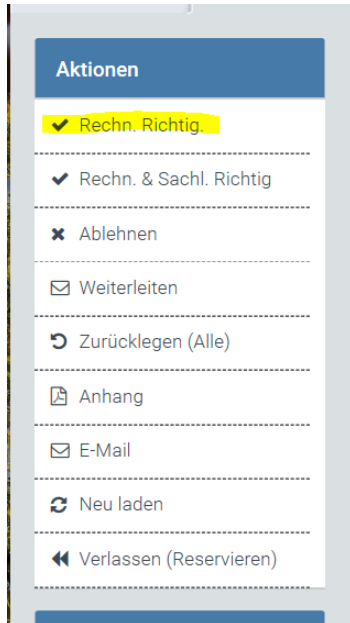 Aktionen
Rechn. Richtig.
Rechn. & Sachl. Richtig
Ablehnen
Weiterleiten
Zurücklegen (Alle)
Anhang
E-Mail
Neu laden
Verlassen (Reservieren)